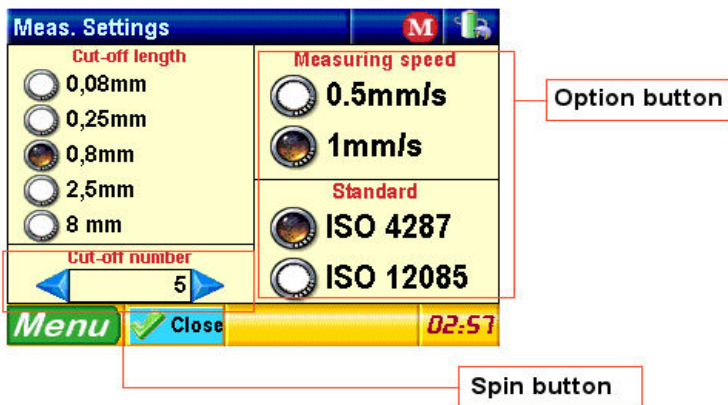 Meas. Settings
M
Cut-off length
0,08mm
0,25mm
0,8mm
2,5mm
8 mm
Cut-off number
5
Measuring speed
0.5mm/s
1mm/s
Standard
ISO 4287
ISO 12085
Menu
Close
02:57
Option button
Spin button